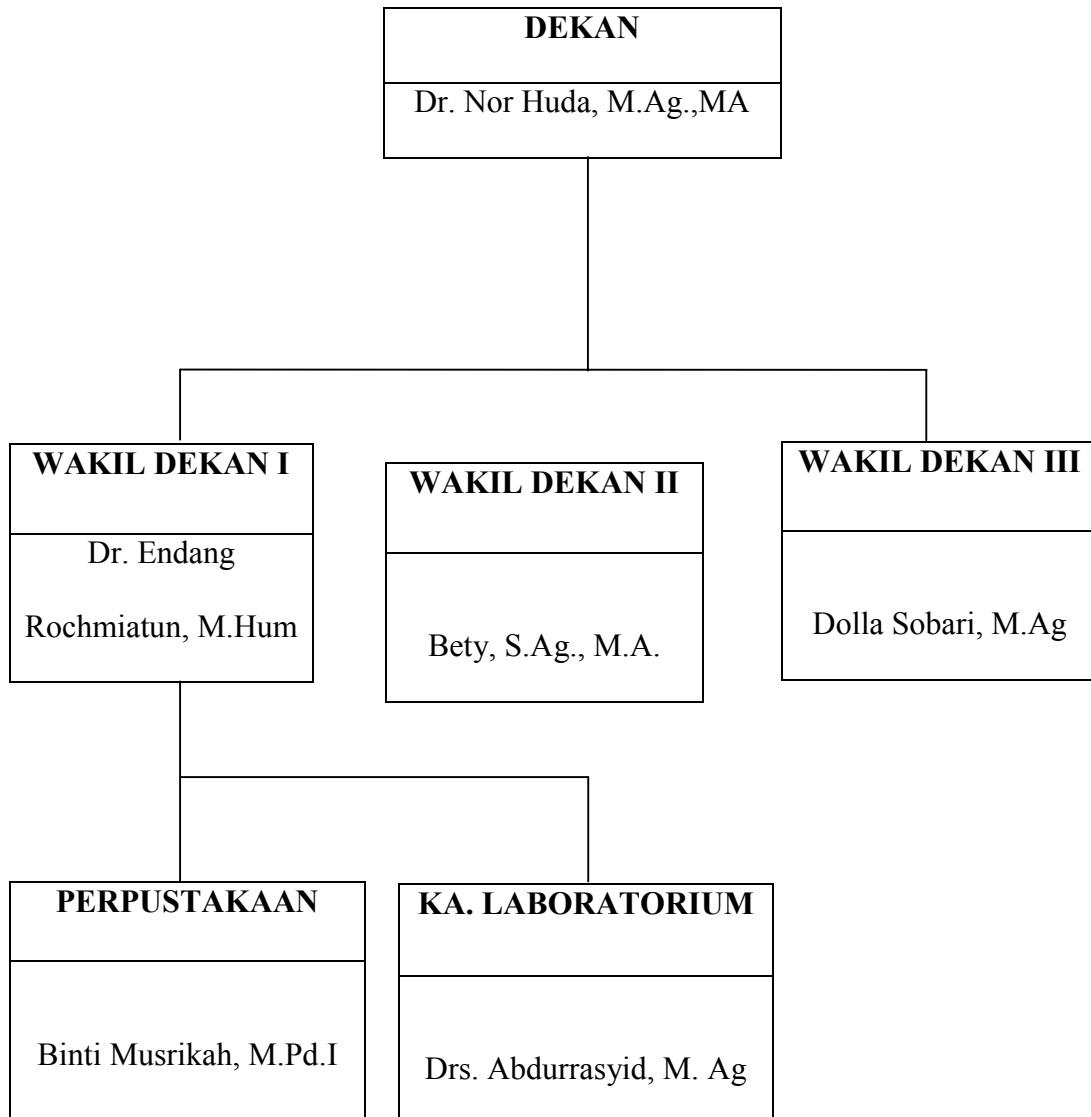 DEKAN
Dr. Nor Huda, M.Ag.,MA
WAKIL DEKAN I
Dr. Endang
Rochmiatun, M.Hum
WAKIL DEKAN II
Bety, S.Ag., M.A.
WAKIL DEKAN III
Dolla Sobari, M.Ag
PERPUSTAKAAN
Binti Musrikah, M.Pd.I
KA. LABORATORIUM
Drs. Abdurrasyid, M. Ag